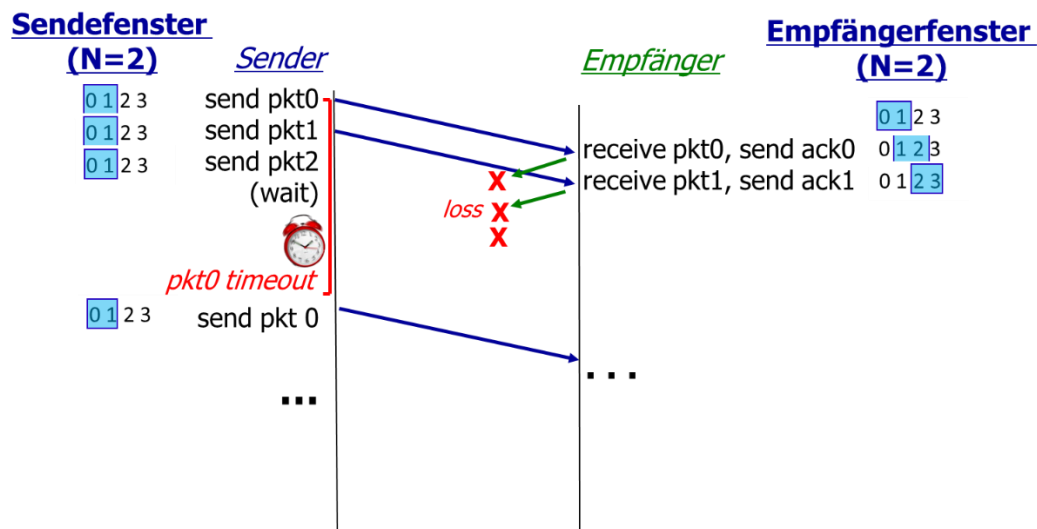 Sendefenster
(N=2)
Sender
Empfänger
Empfängerfenster
(N=2)
0 1 2 3 send pkt0
0 1 2 3
0 1 2 3 send pkt1
receive pkt0, send ack0 0 1 2 3
0 1 2 3 send pkt2
X
receive pkt1, send ack1 0 1 2 3
(wait)
loss X
X
pkt0 timeout
0 1 2 3 send pkt 0
...
...